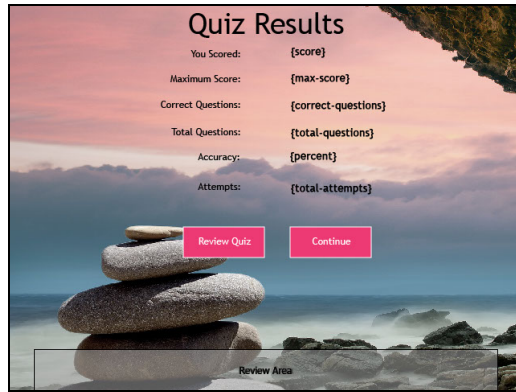 Quiz Results
You Scored: {score}
Maximum Score: {max-score}
Correct Questions: {correct-questions}
Total Questions: {total-questions}
Accuracy: {percent}
Attempts: {total-attempts}
Review Quiz Continue
Review Area